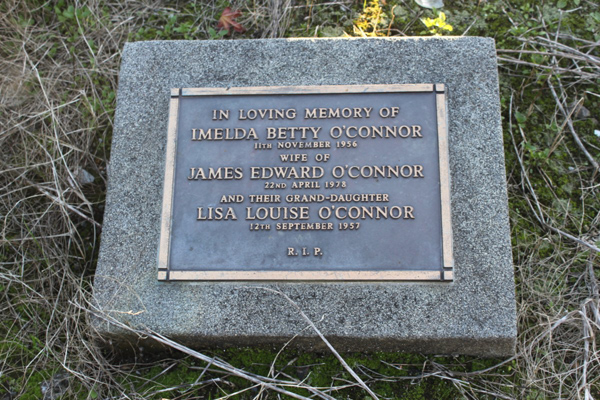 IN LOVING MEMORY OF
IMELDA BETTY O'CONNOR
11TH NOVEMBER 1956
WIFE OF
JAMES EDWARD O'CONNOR
22ND APRIL 1978
AND THEIR GRAND-DAUGHTER
LISA LOUISE O'CONNOR
12TH SEPTEMBER 1957
R. I. P.